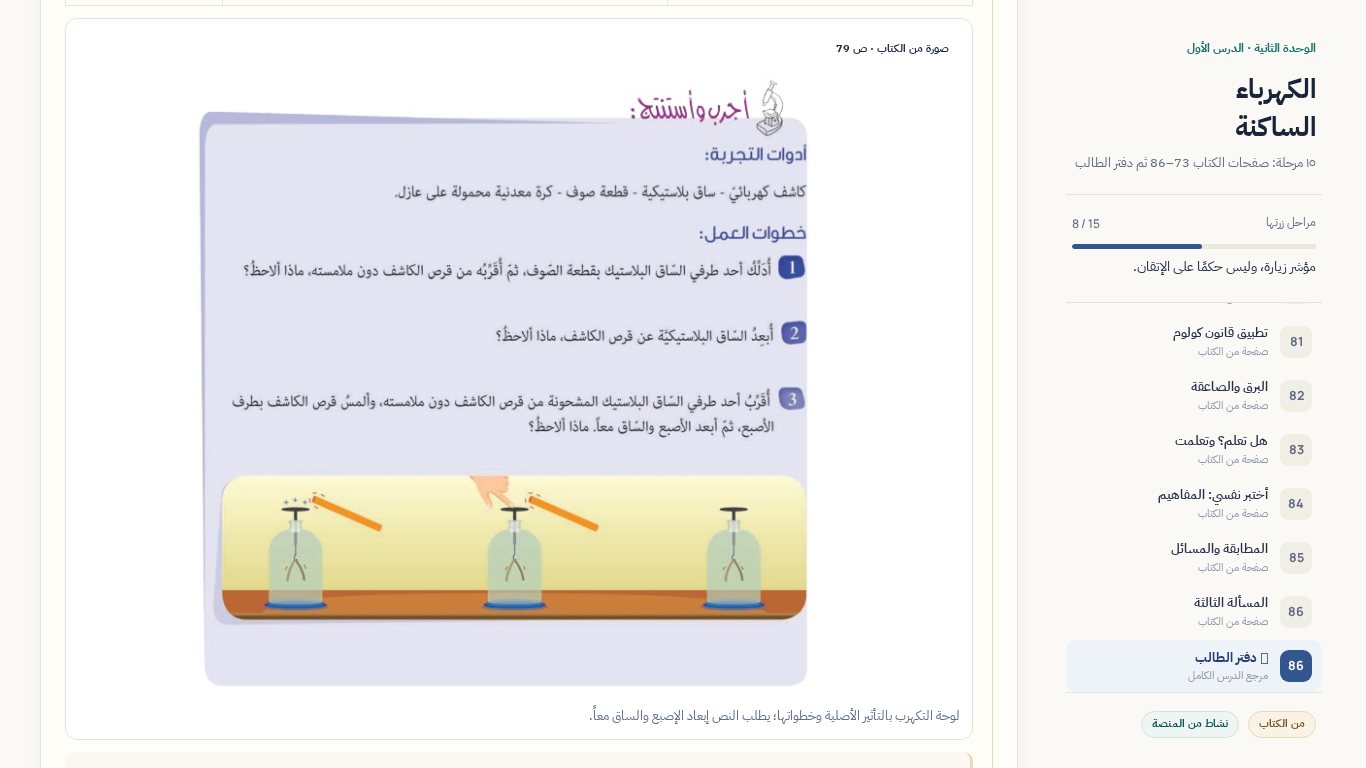 الوحدة الثانية · الدرس الأول
الكهرباء
الساكنة
١٥ مرحلة: صفحات الكتاب 73–86 ثم دفتر الطالب
مراحل زرتها
8 / 15
مؤشر زيارة، وليس حكمًا على الإتقان.
81
تطبيق قانون كولوم
صفحة من الكتاب
82
البرق والصاعقة
صفحة من الكتاب
83
هل تعلم؟ وتعلمت
صفحة من الكتاب
84
أختبر نفسي: المفاهيم
صفحة من الكتاب
85
المطابقة والمسائل
صفحة من الكتاب
86
المسألة الثالثة
صفحة من الكتاب
86
دفتر الطالب
مرجع الدرس الكامل
من الكتاب
نشاط من المنصة
صورة من الكتاب · ص 79
أجرب وأستنتج:
أدوات التجربة:
كاشف كهربائيّ - ساق بلاستيكية - قطعة صوف - كرة معدنية محمولة على عازل.
خطوات العمل:
1 أُدَلِّكُ أحد طرفي السّاق البلاستيك بقطعة الصّوف، ثمّ أُقَرِّبُه من قرص الكاشف دون ملامسته، ماذا ألاحظُ؟
2 أُبعِدُ السّاق البلاستيكيَّة عن قرص الكاشف، ماذا ألاحظُ؟
3 أُقَرِّبُ أحد طرفي السّاق البلاستيك المشحونة من قرص الكاشف دون ملامسته، وألمسُ قرص الكاشف بطرف
الأصبع، ثمّ أبعد الأصبع والسّاق معاً. ماذا ألاحظُ؟
لوحة التكهرب بالتأثير الأصلية وخطواتها؛ يطلب النص إبعاد الإصبع والساق معاً.